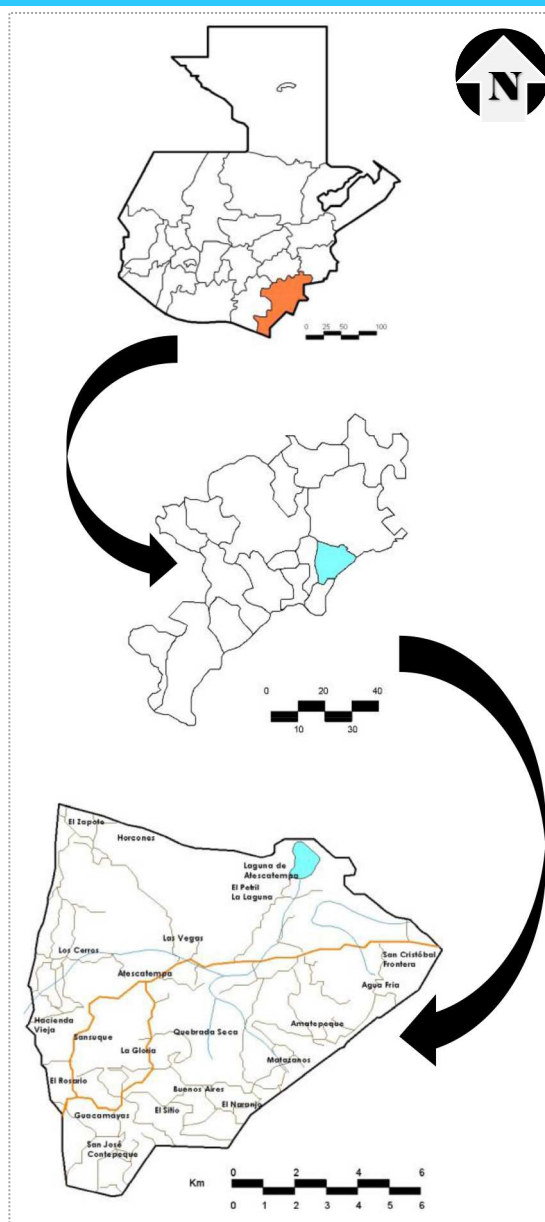 N
0 25 50 100
0 20 40
10 30
El Zapote
Horcones
Laguna de
Atescatempa
El Petril
La Laguna
Las Vegas
Los Cerros
San Cristóbal
Frontera
Atescatempa
Agua Fria
Hacienda
Vieja
Amatepeque
Sansuque
Quebrada Seca
La Gloria
Matazanos
El Rosario
Buenos Aires
El Sitio
El Naranjo
Guacamayas
San José
Contepeque
0 2 4 6
Km
0 1 2 3 4 5 6